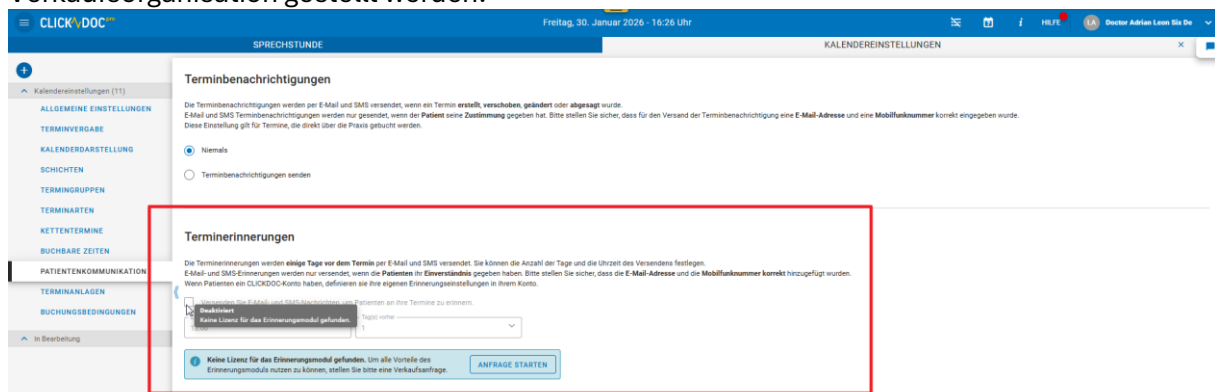 Verkaufsorganisation gestellt werden.
CLICKDOC pro
Freitag, 30. Januar 2026 - 16:26 Uhr
i
HILFE
LA
Doctor Adrian Leon Six De
SPRECHSTUNDE
KALENDEREINSTELLUNGEN
×
Kalendereinstellungen (11)
ALLGEMEINE EINSTELLUNGEN
TERMINVERGABE
KALENDERDARSTELLUNG
SCHICHTEN
TERMINGRUPPEN
TERMINARTEN
KETTENTERMINE
BUCHBARE ZEITEN
PATIENTENKOMMUNIKATION
TERMINANLAGEN
BUCHUNGSBEDINGUNGEN
In Bearbeitung
Terminbenachrichtigungen
Die Terminbenachrichtigungen werden per E-Mail und SMS versendet, wenn ein Termin erstellt, verschoben, geändert oder abgesagt wurde.
E-Mail und SMS Terminbenachrichtigungen werden nur gesendet, wenn der Patient seine Zustimmung gegeben hat. Bitte stellen Sie sicher, dass für den Versand der Terminbenachrichtigung eine E-Mail-Adresse und eine Mobilfunknummer korrekt eingegeben wurde.
Diese Einstellung gilt für Termine, die direkt über die Praxis gebucht werden.
Niemals
Terminbenachrichtigungen senden
Terminerinnerungen
Die Terminerinnerungen werden einige Tage vor dem Termin per E-Mail und SMS versendet. Sie können die Anzahl der Tage und die Uhrzeit des Versendens festlegen.
E-Mail- und SMS-Erinnerungen werden nur versendet, wenn die Patienten ihr Einverständnis gegeben haben. Bitte stellen Sie sicher, dass die E-Mail-Adresse und die Mobilfunknummer korrekt hinzugefügt wurden.
Wenn Patienten ein CLICKDOC-Konto haben, definieren sie ihre eigenen Erinnerungseinstellungen in ihrem Konto.
Versenden Sie E-Mail- und SMS-Nachrichten, um Patienten an ihre Termine zu erinnern.
Deaktiviert
Keine Lizenz für das Erinnerungsmodul gefunden.
Tag(e) vorher
1
Keine Lizenz für das Erinnerungsmodul gefunden. Um alle Vorteile des
Erinnerungsmoduls nutzen zu können, stellen Sie bitte eine Verkaufsanfrage.
ANFRAGE STARTEN